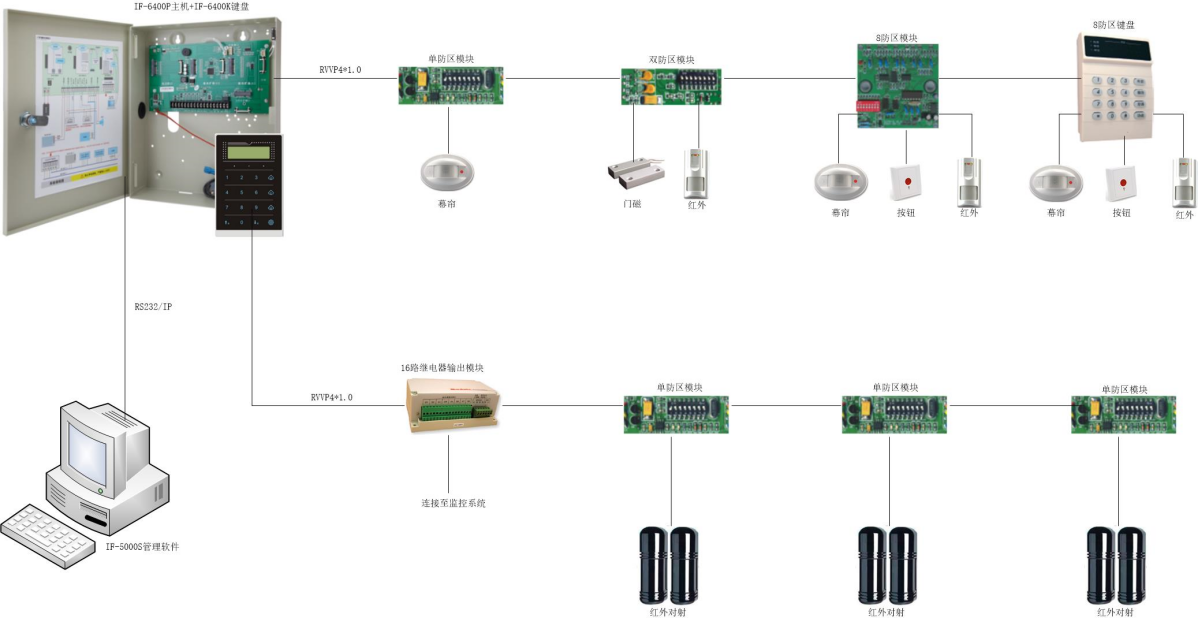 IF-6400P主机+IF-6400K键盘
RVVP4*1.0
单防区模块
双防区模块
8防区模块
8防区键盘
幕帘
门磁
红外
幕帘
按钮
红外
幕帘
按钮
红外
RS232/IP
RVVP4*1.0
16路继电器输出模块
单防区模块
单防区模块
单防区模块
连接至监控系统
IF-5000S管理软件
红外对射
红外对射
红外对射